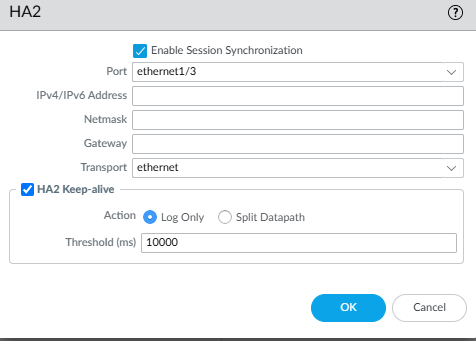 HA2
Enable Session Synchronization
Port ethernet1/3
IPv4/IPv6 Address
Netmask
Gateway
Transport ethernet
HA2 Keep-alive
Action Log Only Split Datapath
Threshold (ms) 10000
OK Cancel